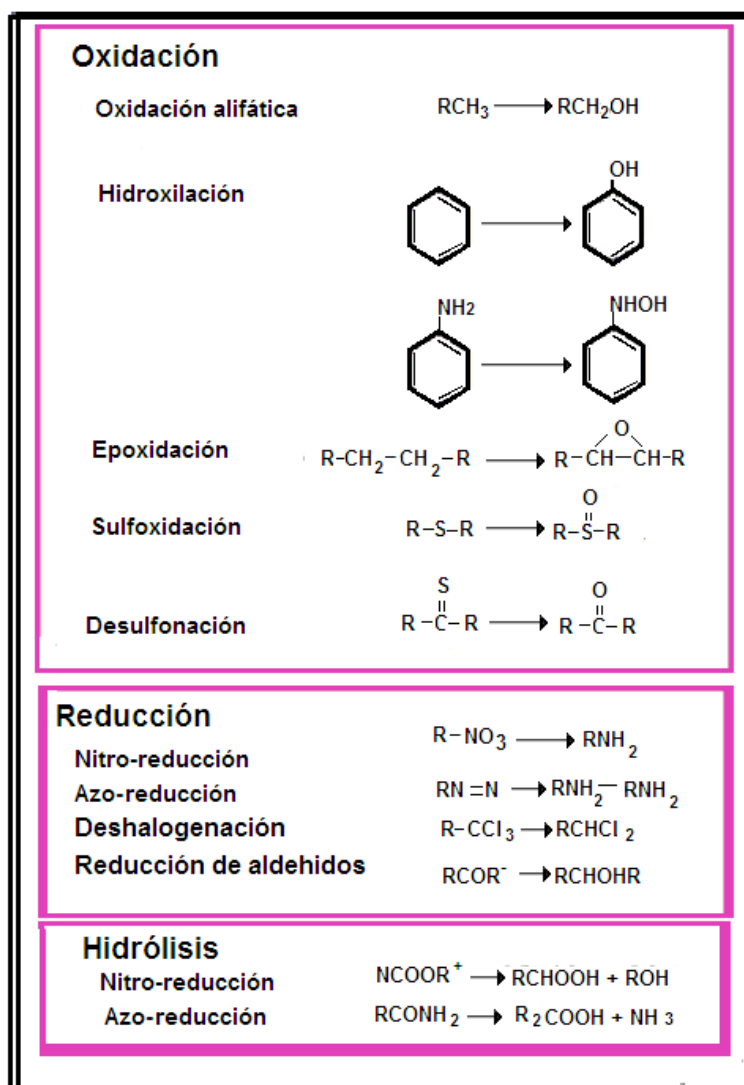 Oxidación
Oxidación alifática RCH₃ → RCH₂OH
Hidroxilación
OH
NH₂ NHOH
Epoxidación R-CH₂-CH₂-R → R-CH-CH-R
O
Sulfoxidación R-S-R → R-S-R
O
Desulfonación R-C-R → R-C-R
S O
Reducción
Nitro-reducción R-NO₃ → RNH₂
Azo-reducción RN=N → RNH₂- RNH₂
Deshalogenación R-CCl₃ → RCHCl₂
Reducción de aldehidos RCOR⁻ → RCHOHR
Hidrólisis
Nitro-reducción NCOOR⁺ → RCHOOH + ROH
Azo-reducción RCONH₂ → R₂COOH + NH₃